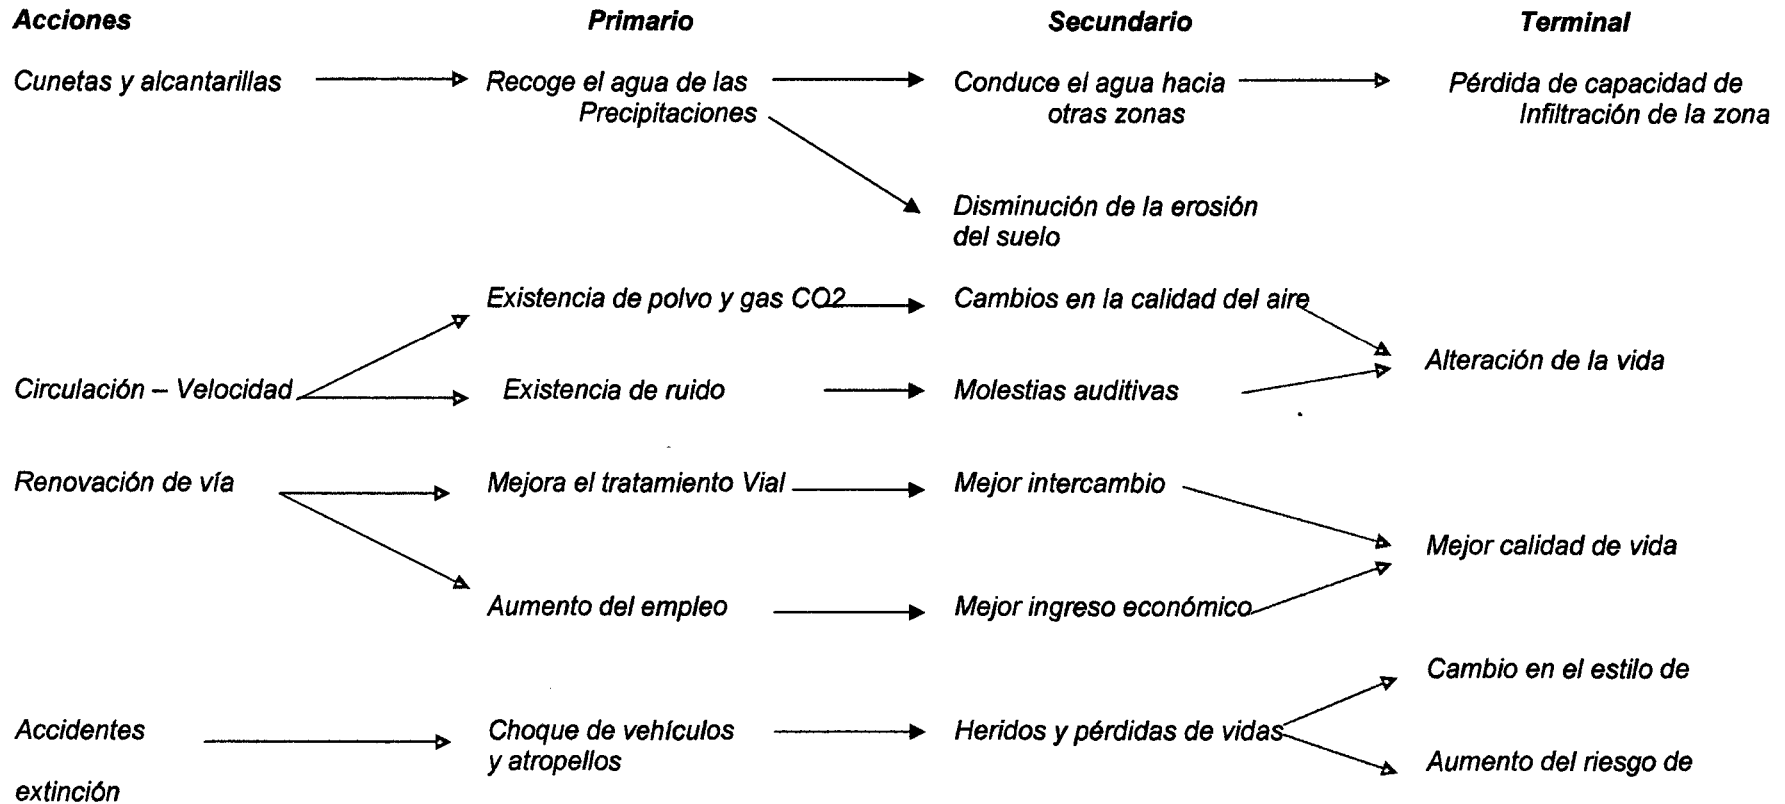 Acciones Primario Secundario Terminal
Cunetas y alcantarillas Recoge el agua de las Conduce el agua hacia Pérdida de capacidad de
Precipitaciones otras zonas Infiltración de la zona
Disminución de la erosión
del suelo
Existencia de polvo y gas CO2 Cambios en la calidad del aire
Alteración de la vida
Circulación – Velocidad Existencia de ruido Molestias auditivas
Renovación de vía Mejora el tratamiento Vial Mejor intercambio
Mejor calidad de vida
Aumento del empleo Mejor ingreso económico
Cambio en el estilo de
Accidentes Choque de vehículos Heridos y pérdidas de vidas
y atropellos Aumento del riesgo de
extinción